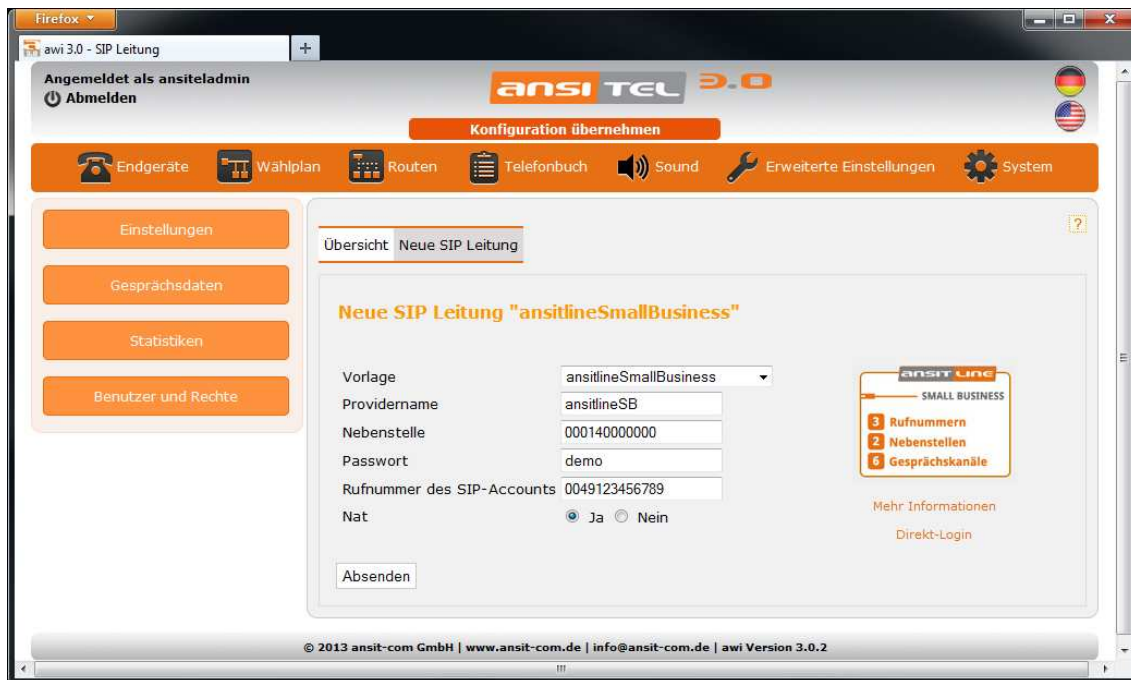 Firefox
awi 3.0 - SIP Leitung
Angemeldet als ansiteladmin
Abmelden
ansi TEL 3.0
Konfiguration übernehmen
Endgeräte Wählplan Routen Telefonbuch Sound Erweiterte Einstellungen System
Einstellungen
Gesprächsdaten
Statistiken
Benutzer und Rechte
?
Übersicht Neue SIP Leitung
Neue SIP Leitung "ansitlineSmallBusiness"
Vorlage ansitlineSmallBusiness
Providername ansitlineSB
Nebenstelle 000140000000
Passwort demo
Rufnummer des SIP-Accounts 0049123456789
Nat Ja Nein
Absenden
ansit Line
SMALL BUSINESS
3 Rufnummern
2 Nebenstellen
6 Gesprächskanäle
Mehr Informationen
Direkt-Login
© 2013 ansit-com GmbH | www.ansit-com.de | info@ansit-com.de | awi Version 3.0.2